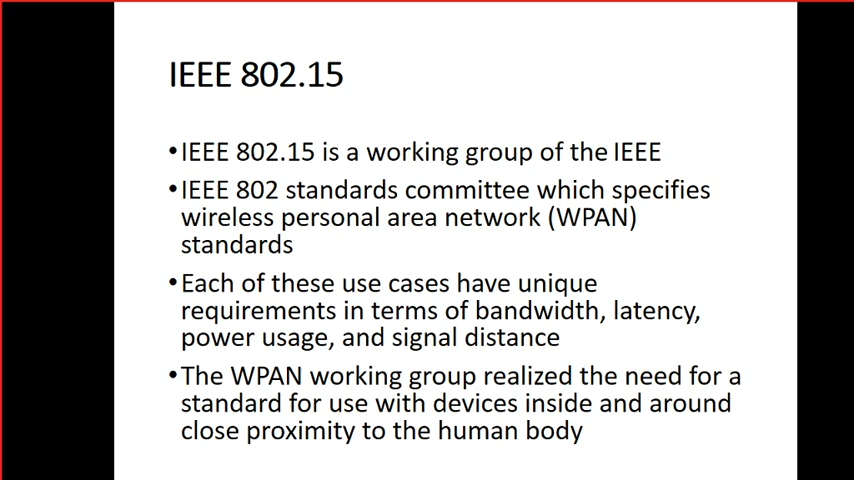 IEEE 802.15
•IEEE 802.15 is a working group of the IEEE
•IEEE 802 standards committee which specifies
wireless personal area network (WPAN)
standards
•Each of these use cases have unique
requirements in terms of bandwidth, latency,
power usage, and signal distance
•The WPAN working group realized the need for a
standard for use with devices inside and around
close proximity to the human body